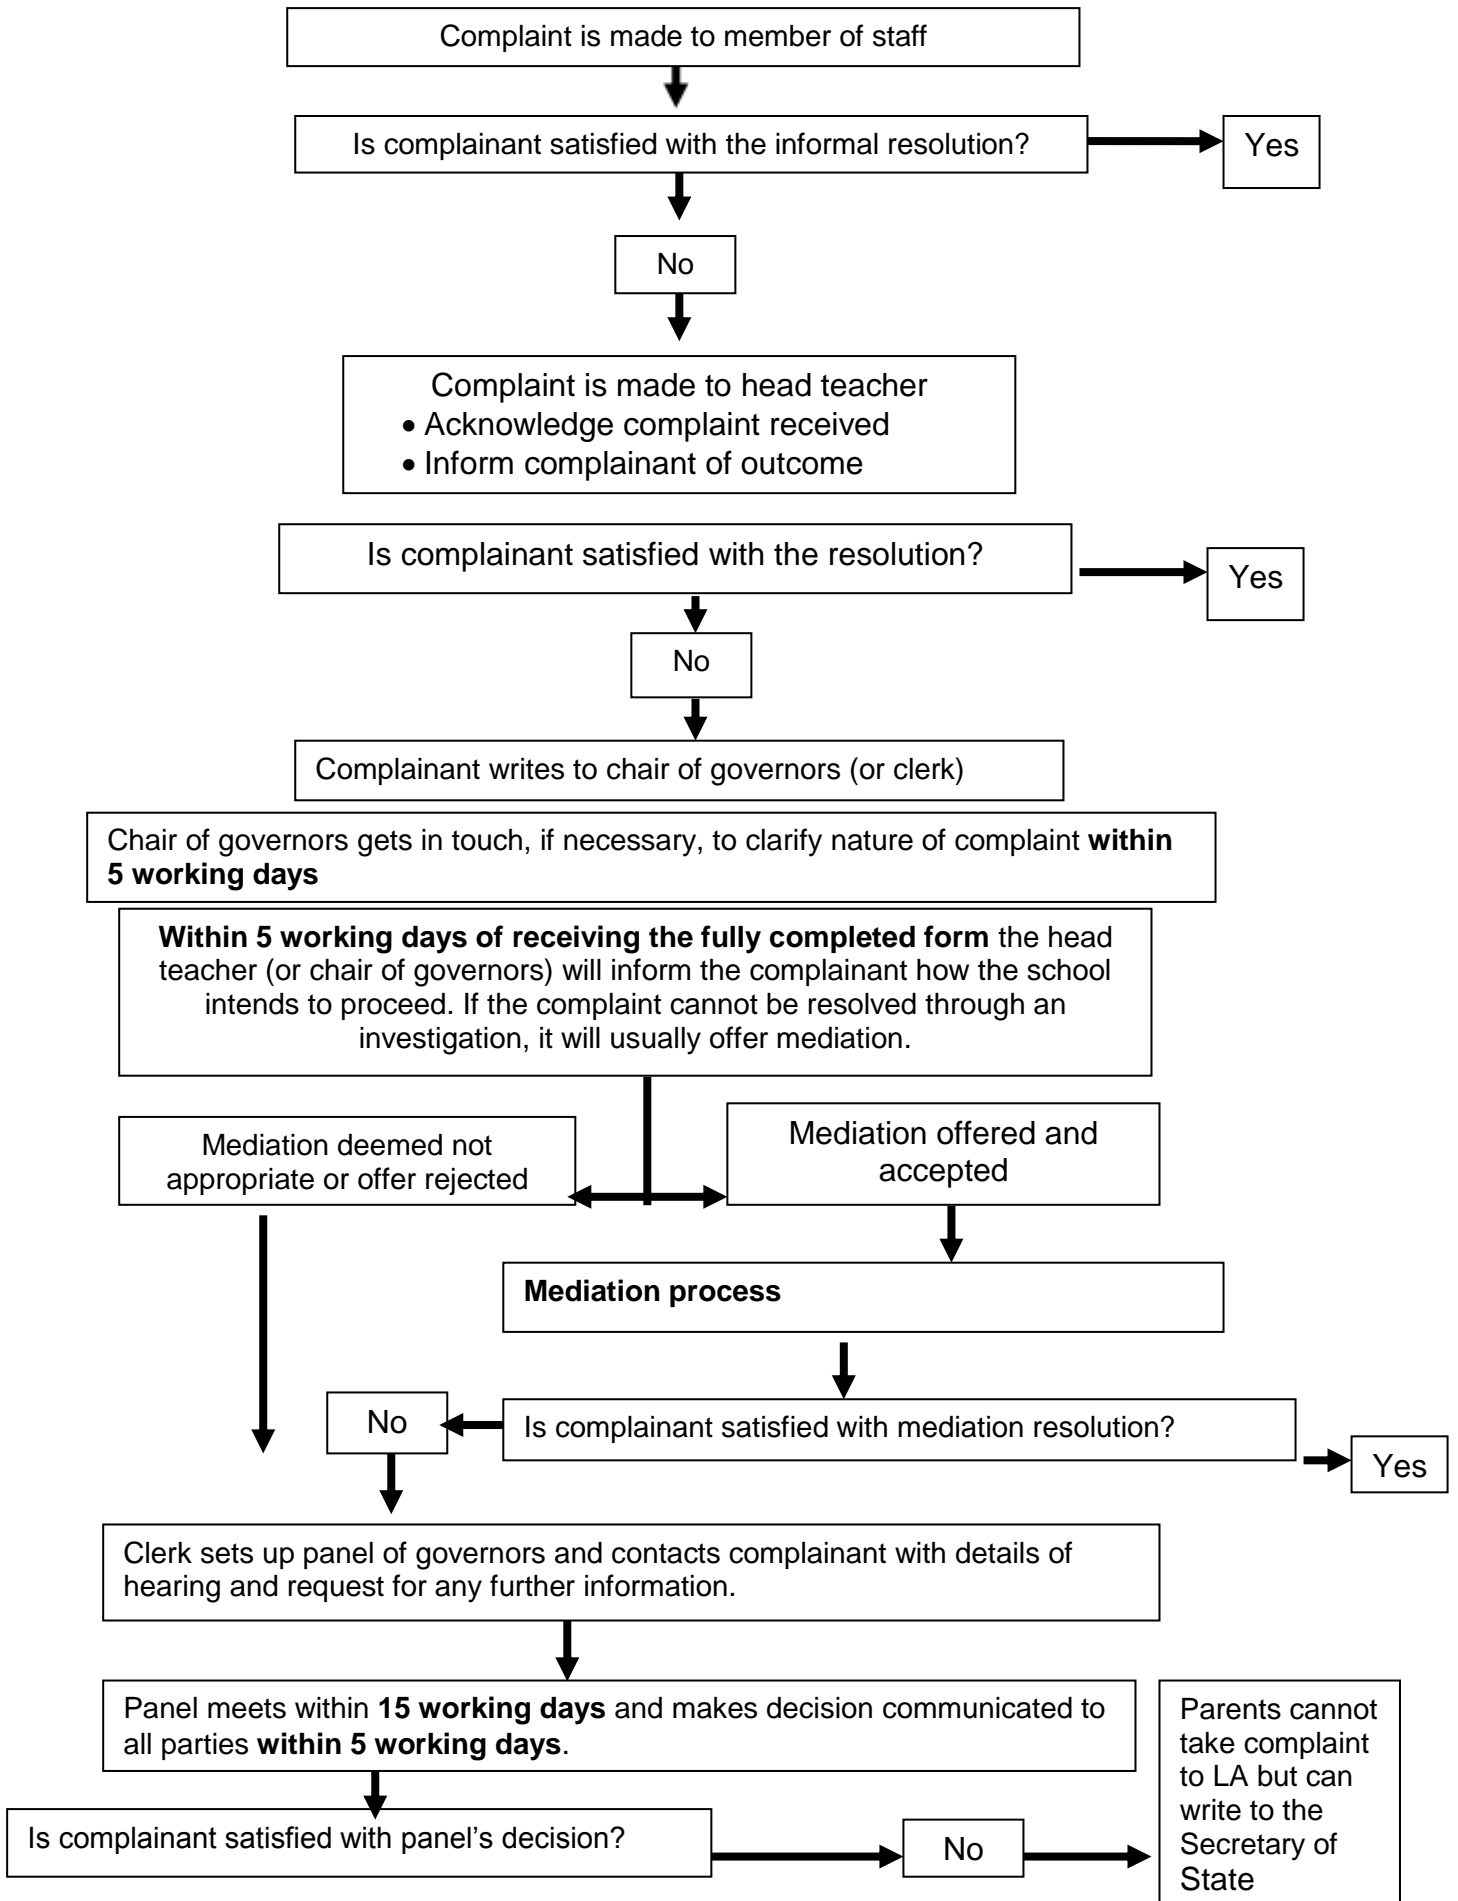 Complaint is made to member of staff
Is complainant satisfied with the informal resolution?
Yes
No
Complaint is made to head teacher
• Acknowledge complaint received
• Inform complainant of outcome
Is complainant satisfied with the resolution?
Yes
No
Complainant writes to chair of governors (or clerk)
Chair of governors gets in touch, if necessary, to clarify nature of complaint within
5 working days
Within 5 working days of receiving the fully completed form the head
teacher (or chair of governors) will inform the complainant how the school
intends to proceed. If the complaint cannot be resolved through an
investigation, it will usually offer mediation.
Mediation deemed not
appropriate or offer rejected
Mediation offered and
accepted
Mediation process
No
Is complainant satisfied with mediation resolution?
Yes
Clerk sets up panel of governors and contacts complainant with details of
hearing and request for any further information.
Panel meets within 15 working days and makes decision communicated to
all parties within 5 working days.
Is complainant satisfied with panel's decision?
No
Parents cannot
take complaint
to LA but can
write to the
Secretary of
State